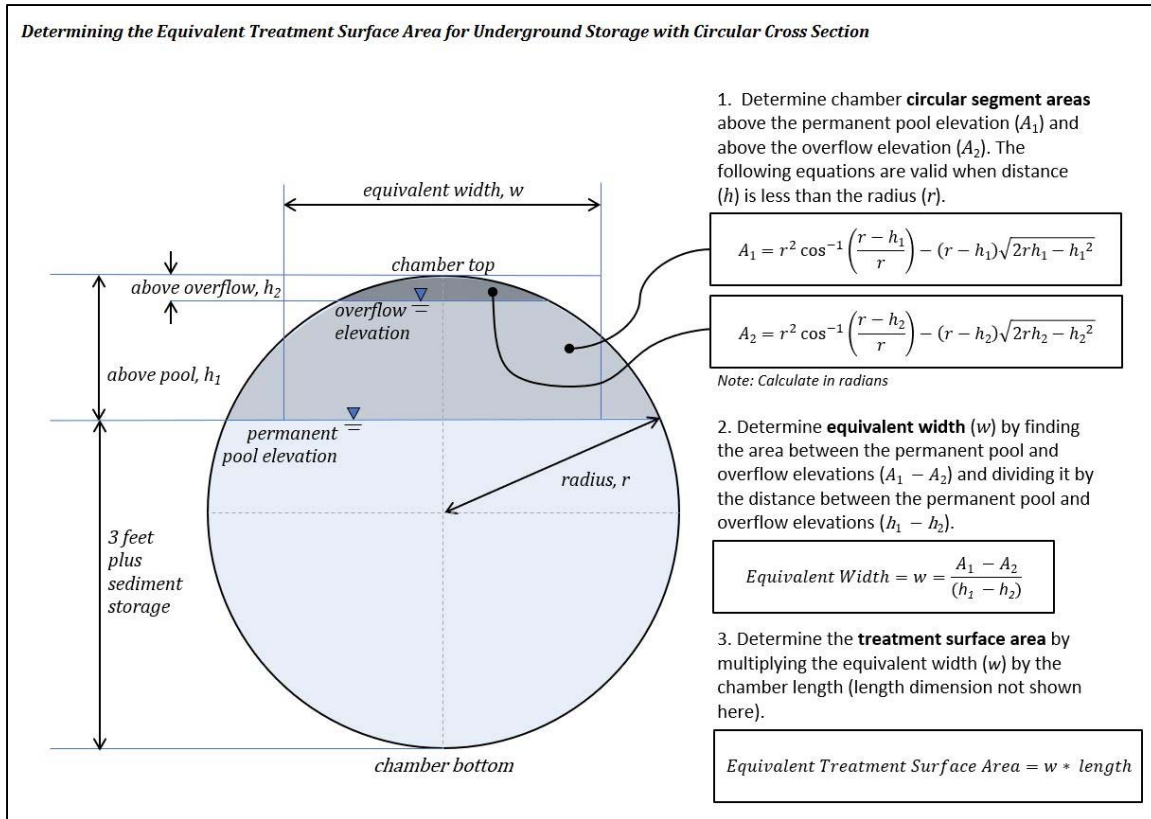 Determining the Equivalent Treatment Surface Area for Underground Storage with Circular Cross Section
equivalent width, w
chamber top
above overflow, h₂
overflow
elevation
above pool, h₁
permanent
pool elevation
radius, r
3 feet
plus
sediment
storage
chamber bottom
1. Determine chamber circular segment areas
above the permanent pool elevation (A₁) and
above the overflow elevation (A₂). The
following equations are valid when distance
(h) is less than the radius (r).
A₁ = r² cos⁻¹ ((r − h₁)/r) − (r − h₁)√(2rh₁ − h₁²)
A₂ = r² cos⁻¹ ((r − h₂)/r) − (r − h₂)√(2rh₂ − h₂²)
Note: Calculate in radians
2. Determine equivalent width (w) by finding
the area between the permanent pool and
overflow elevations (A₁ − A₂) and dividing it by
the distance between the permanent pool and
overflow elevations (h₁ − h₂).
Equivalent Width = w = (A₁ − A₂)/(h₁ − h₂)
3. Determine the treatment surface area by
multiplying the equivalent width (w) by the
chamber length (length dimension not shown
here).
Equivalent Treatment Surface Area = w * length